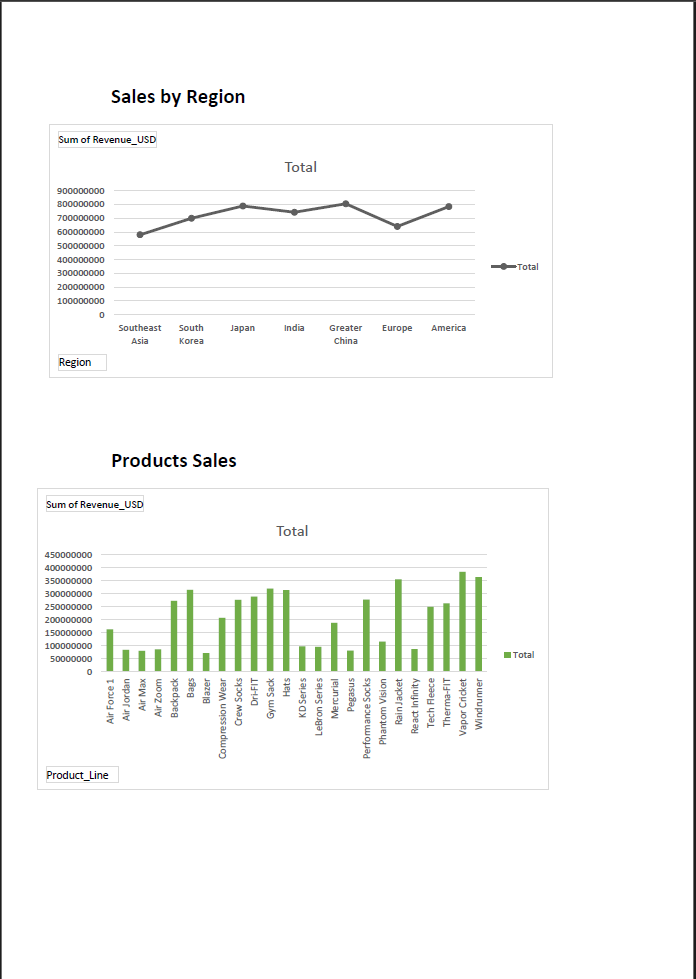 Sales by Region
Sum of Revenue_USD
Total
900000000
800000000
700000000
600000000
500000000
400000000
300000000
200000000
100000000
0
Southeast Asia
South Korea
Japan
India
Greater China
Europe
America
Total
Region
Products Sales
Sum of Revenue_USD
Total
450000000
400000000
350000000
300000000
250000000
200000000
150000000
100000000
50000000
0
Air Force 1
Air Jordan
Air Max
Air Zoom
Backpack
Bags
Blazer
Compression Wear
Crew Socks
Dri-FIT
Gym Sack
Hats
KD Series
LeBron Series
Mercurial
Pegasus
Performance Socks
Phantom Vision
Rain Jacket
React Infinity
Tech Fleece
Therma-FIT
Vapor Cricket
Windrunner
Total
Product_Line